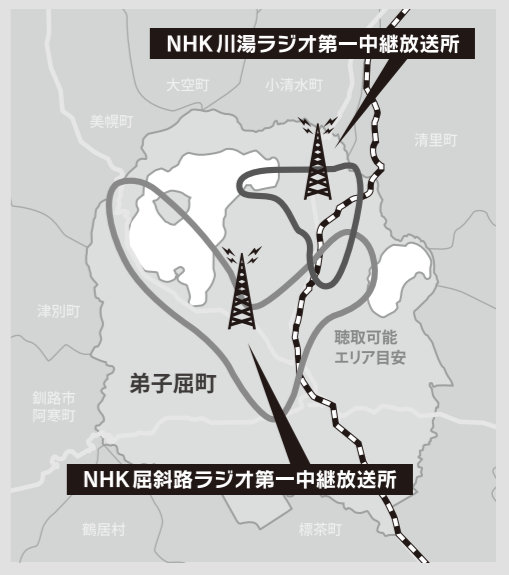 NHK川湯ラジオ第一中継放送所
大空町
小清水町
美幌町
清里町
津別町
聴取可能
エリア目安
弟子屈町
釧路市
阿寒町
NHK屈斜路ラジオ第一中継放送所
鶴居村
標茶町